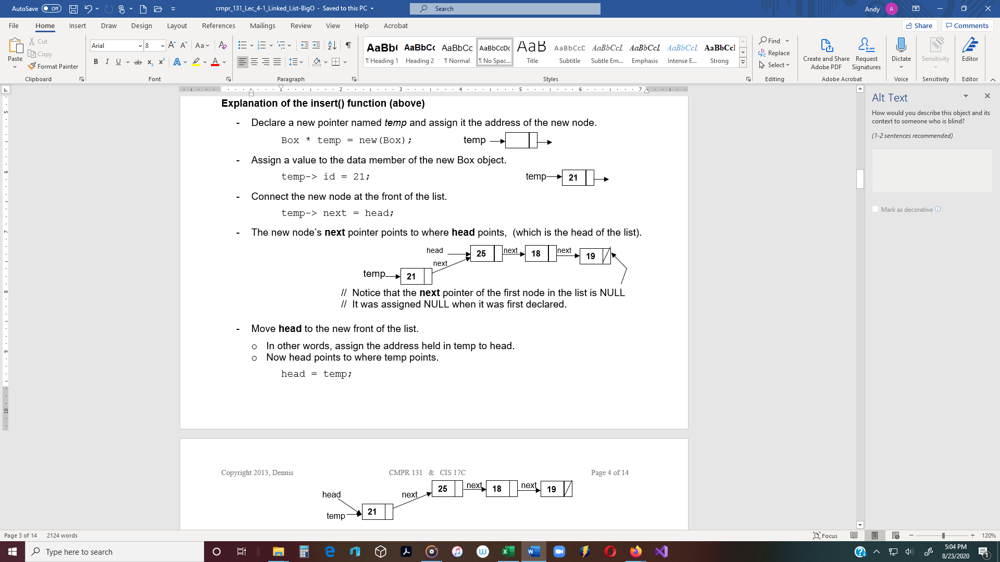 AutoSave Off cmpr_131_Lec_4-1_Linked_List-BigO - Saved to this PC Search Andy A
File Home Insert Draw Design Layout References Mailings Review View Help Acrobat Share Comments
Paste Cut Copy Format Painter
Arial 8
AaBbCcDc
¶ Heading 1 Heading 2 ¶ Normal ¶ No Spac... Title Subtitle Subtle Em... Emphasis Intense E... Strong
Find Replace Select
Create and Share Adobe PDF Request Signatures Dictate Sensitivity Editor
Clipboard Font Paragraph Styles Editing Adobe Acrobat Voice Sensitivity Editor
1 2 3 4 5 6 7
Explanation of the insert() function (above)
- Declare a new pointer named temp and assign it the address of the new node.
Box * temp = new(Box); temp
- Assign a value to the data member of the new Box object.
temp-> id = 21; temp 21
- Connect the new node at the front of the list.
temp-> next = head;
- The new node's next pointer points to where head points, (which is the head of the list).
head 25 next 18 next 19
next
temp 21
// Notice that the next pointer of the first node in the list is NULL
// It was assigned NULL when it was first declared.
- Move head to the new front of the list.
o In other words, assign the address held in temp to head.
o Now head points to where temp points.
head = temp;
Copyright 2013, Dennis CMPR 131 & CIS 17C Page 4 of 14
25 next 18 next 19
head next
21
temp
Alt Text
How would you describe this object and its
context to someone who is blind?
(1-2 sentences recommended)
Mark as decorative
Page 3 of 14 2124 words Focus 120%
Type here to search
5:04 PM
8/23/2020